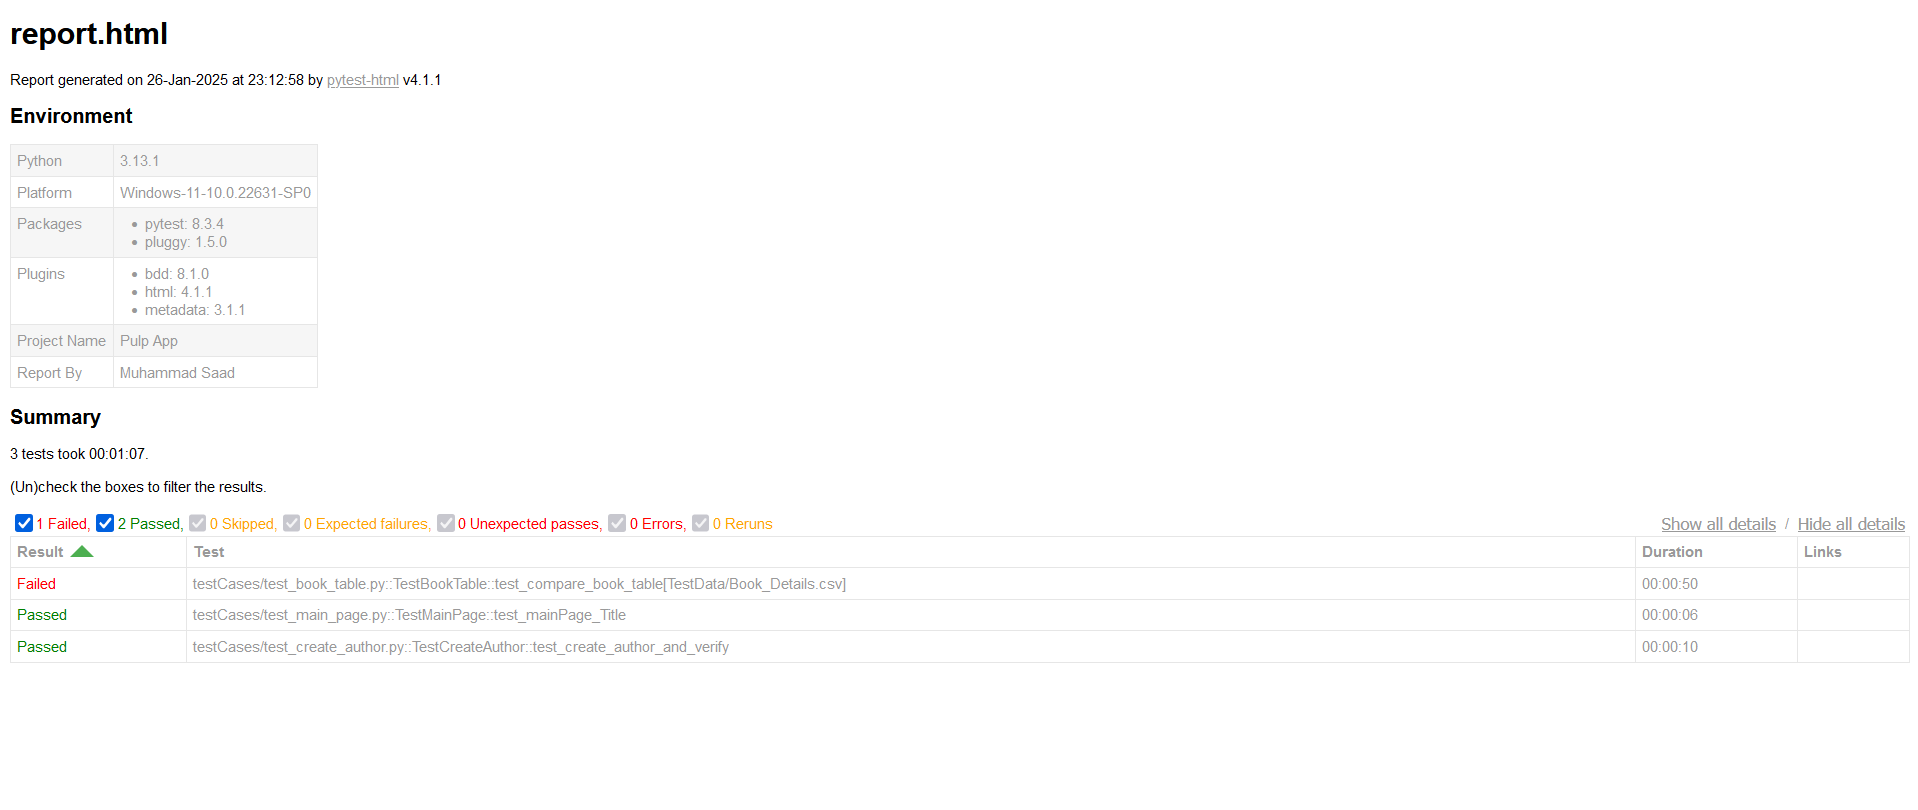 report.html
Report generated on 26-Jan-2025 at 23:12:58 by pytest-html v4.1.1
Environment
Python 3.13.1
Platform Windows-11-10.0.22631-SP0
Packages
pytest: 8.3.4
pluggy: 1.5.0
Plugins
bdd: 8.1.0
html: 4.1.1
metadata: 3.1.1
Project Name Pulp App
Report By Muhammad Saad
Summary
3 tests took 00:01:07.
(Un)check the boxes to filter the results.
1 Failed, 2 Passed, 0 Skipped, 0 Expected failures, 0 Unexpected passes, 0 Errors, 0 Reruns Show all details / Hide all details
Result Test Duration Links
Failed testCases/test_book_table.py::TestBookTable::test_compare_book_table[TestData/Book_Details.csv] 00:00:50
Passed testCases/test_main_page.py::TestMainPage::test_mainPage_Title 00:00:06
Passed testCases/test_create_author.py::TestCreateAuthor::test_create_author_and_verify 00:00:10